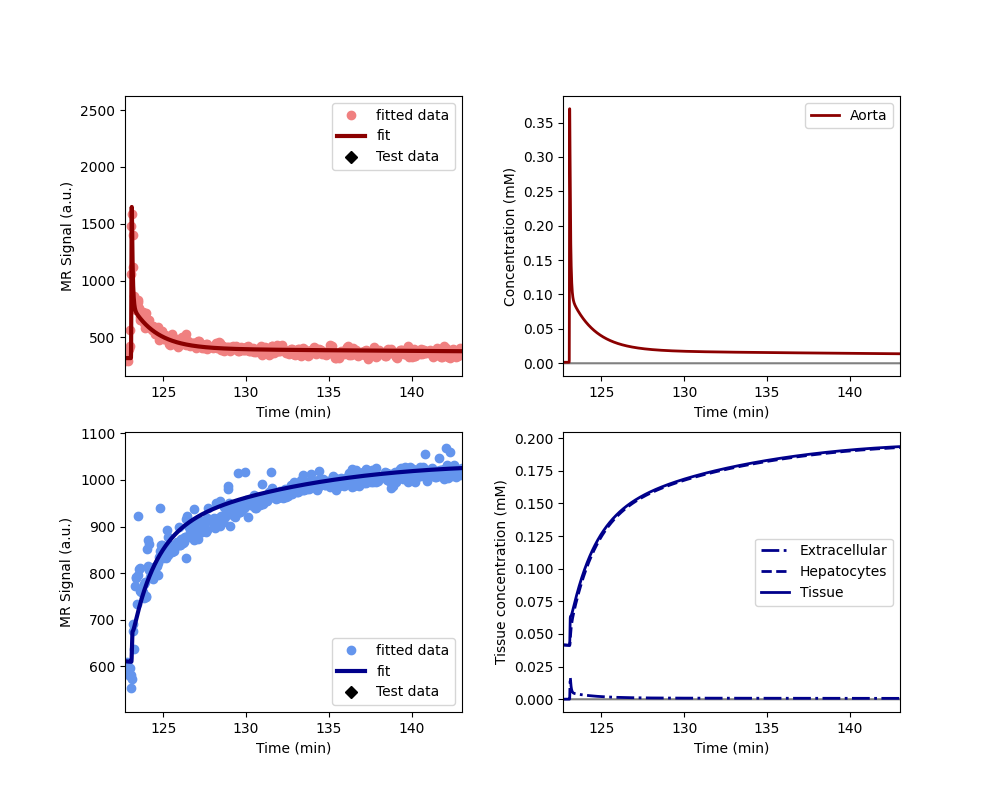 MR Signal (a.u.)
2500
2000
1500
1000
500
fitted data
fit
Test data
125
130
135
140
Time (min)
Concentration (mM)
0.35
0.30
0.25
0.20
0.15
0.10
0.05
0.00
Aorta
125
130
135
140
Time (min)
MR Signal (a.u.)
1100
1000
900
800
700
600
fitted data
fit
Test data
125
130
135
140
Time (min)
Tissue concentration (mM)
0.200
0.175
0.150
0.125
0.100
0.075
0.050
0.025
0.000
Extracellular
Hepatocytes
Tissue
125
130
135
140
Time (min)